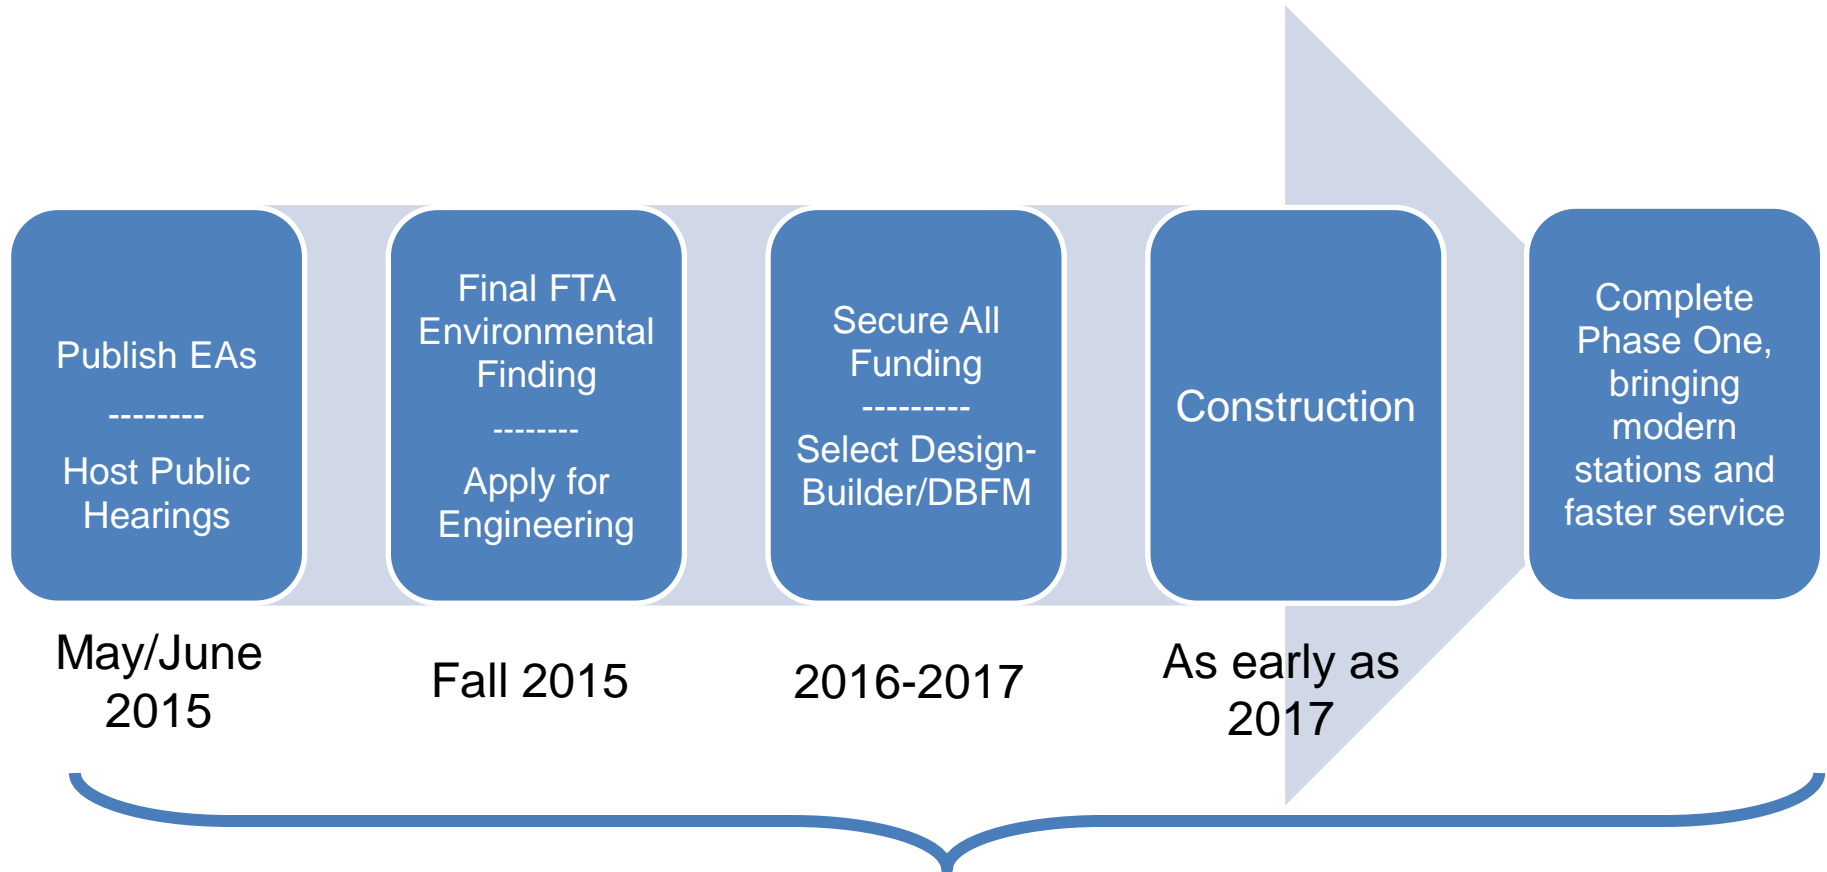 Publish EAs
--------
Host Public
Hearings
Final FTA
Environmental
Finding
--------
Apply for
Engineering
Secure All
Funding
---------
Select Design-
Builder/DBFM
Construction
Complete
Phase One,
bringing
modern
stations and
faster service
May/June
2015
Fall 2015
2016-2017
As early as
2017